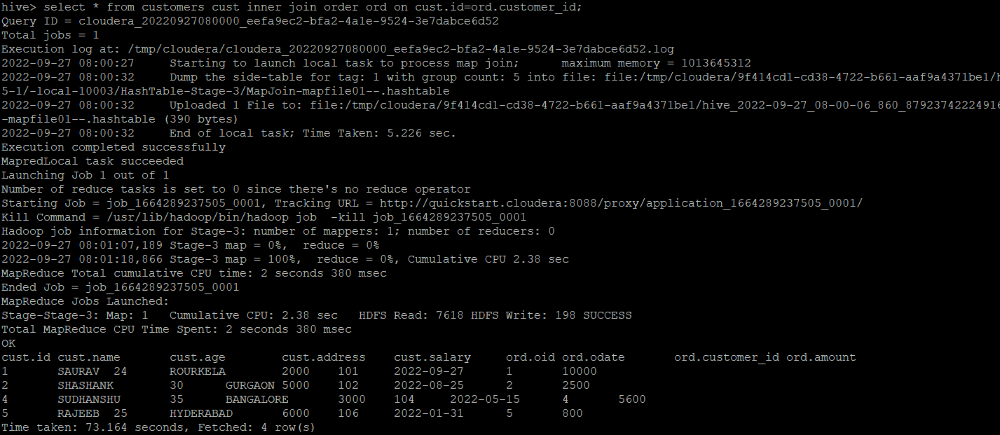 hive> select * from customers cust inner join order ord on cust.id=ord.customer_id;
Query ID = cloudera_20220927080000_eefa9ec2-bfa2-4a1e-9524-3e7dabce6d52
Total jobs = 1
Execution log at: /tmp/cloudera/cloudera_20220927080000_eefa9ec2-bfa2-4a1e-9524-3e7dabce6d52.log
2022-09-27 08:00:27     Starting to launch local task to process map join;      maximum memory = 1013645312
2022-09-27 08:00:32     Dump the side-table for tag: 1 with group count: 5 into file: file:/tmp/cloudera/9f414cd1-cd38-4722-b661-aaf9a4371be1/h
5-1/-local-10003/HashTable-Stage-3/MapJoin-mapfile01--.hashtable
2022-09-27 08:00:32     Uploaded 1 File to: file:/tmp/cloudera/9f414cd1-cd38-4722-b661-aaf9a4371be1/hive_2022-09-27_08-00-06_860_87923742224916
-mapfile01--.hashtable (390 bytes)
2022-09-27 08:00:32     End of local task; Time Taken: 5.226 sec.
Execution completed successfully
MapredLocal task succeeded
Launching Job 1 out of 1
Number of reduce tasks is set to 0 since there's no reduce operator
Starting Job = job_1664289237505_0001, Tracking URL = http://quickstart.cloudera:8088/proxy/application_1664289237505_0001/
Kill Command = /usr/lib/hadoop/bin/hadoop job  -kill job_1664289237505_0001
Hadoop job information for Stage-3: number of mappers: 1; number of reducers: 0
2022-09-27 08:01:07,189 Stage-3 map = 0%,  reduce = 0%
2022-09-27 08:01:18,866 Stage-3 map = 100%,  reduce = 0%, Cumulative CPU 2.38 sec
MapReduce Total cumulative CPU time: 2 seconds 380 msec
Ended Job = job_1664289237505_0001
MapReduce Jobs Launched:
Stage-Stage-3: Map: 1   Cumulative CPU: 2.38 sec   HDFS Read: 7618 HDFS Write: 198 SUCCESS
Total MapReduce CPU Time Spent: 2 seconds 380 msec
OK
cust.id cust.name       cust.age        cust.address    cust.salary     ord.oid ord.odate       ord.customer_id ord.amount
1       SAURAV  24      ROURKELA        2000    101     2022-09-27      1       10000
2       SHASHANK        30      GURGAON 5000    102     2022-08-25      2       2500
4       SUDHANSHU       35      BANGALORE       3000    104     2022-05-15      4       5600
5       RAJEEB  25      HYDERABAD       6000    106     2022-01-31      5       800
Time taken: 73.164 seconds, Fetched: 4 row(s)